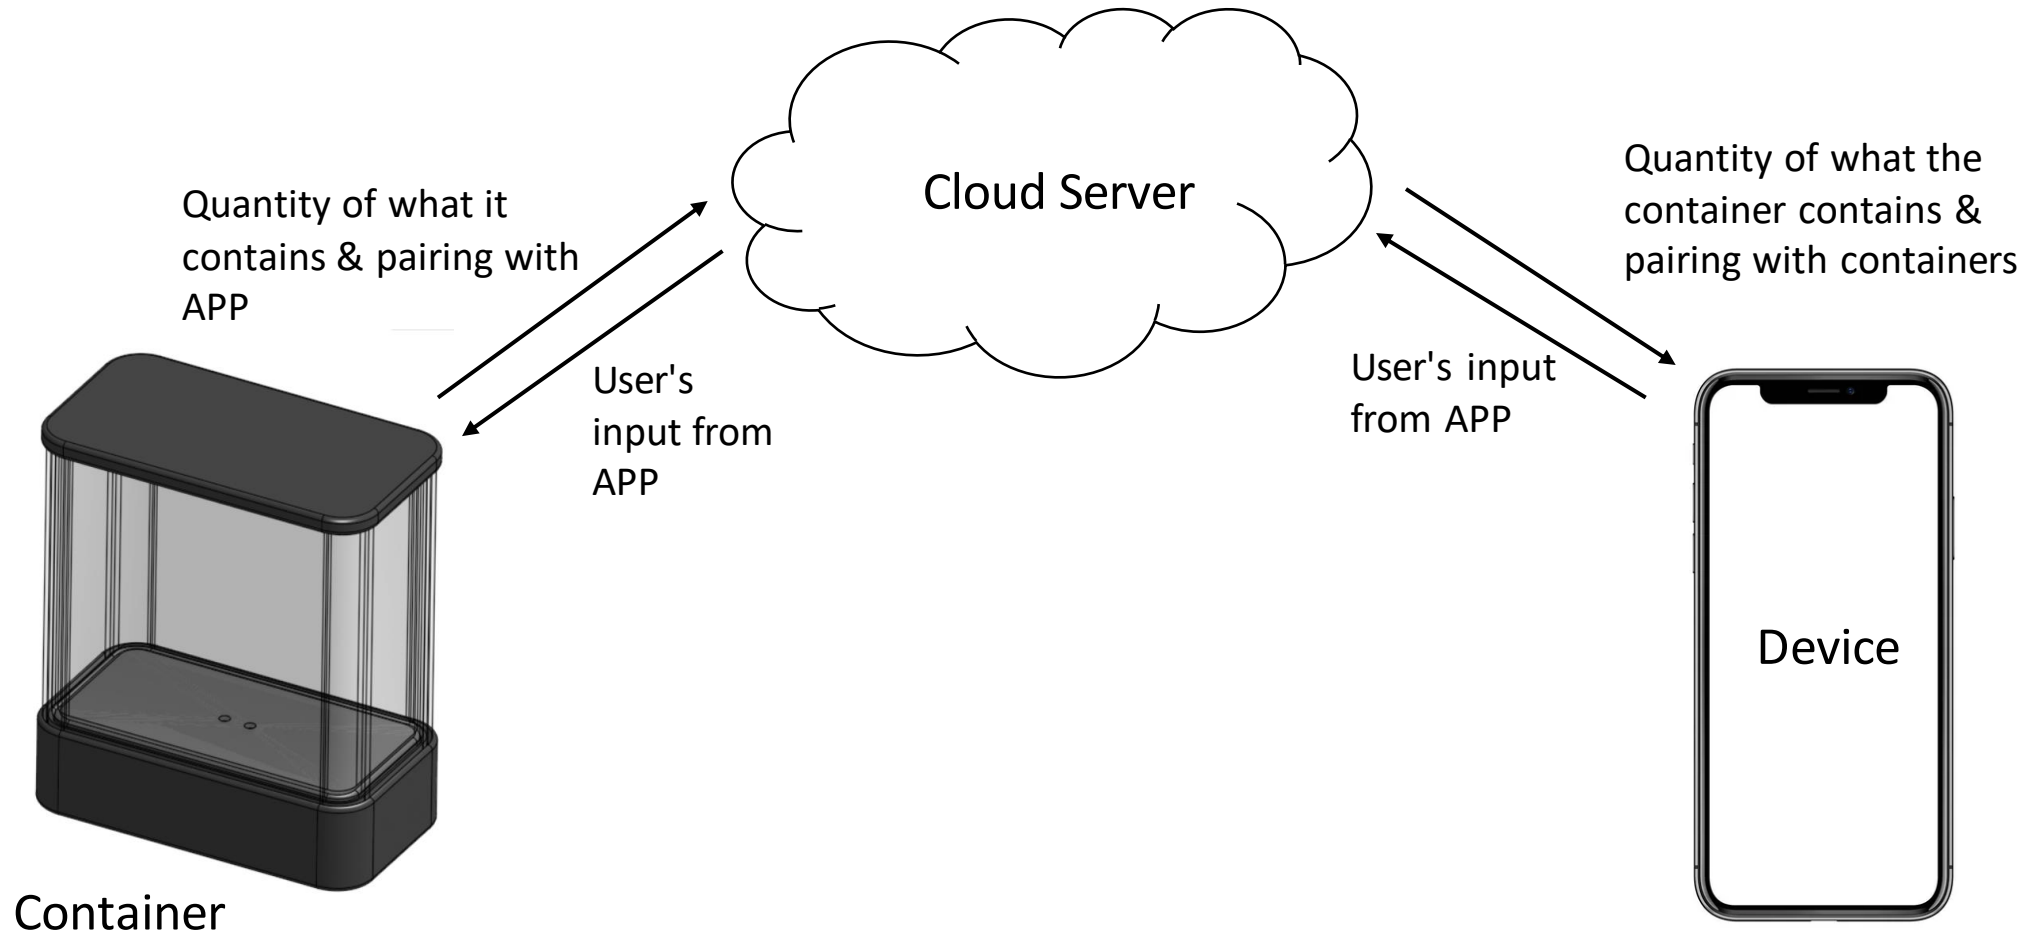 Cloud Server
Quantity of what it
contains & pairing with
APP
User's
input from
APP
Quantity of what the
container contains &
pairing with containers
User's input
from APP
Device
Container